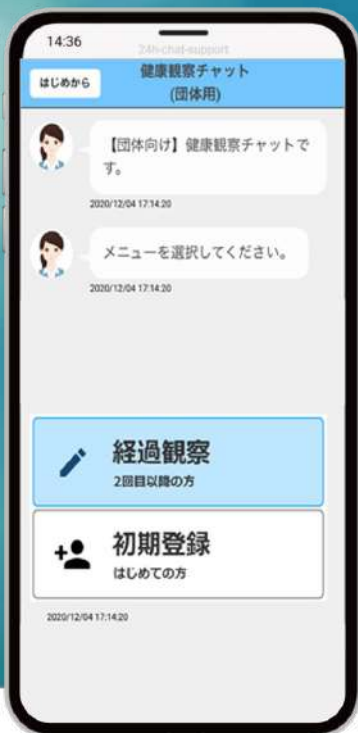 14:36
24h-chat-support
はじめから
健康観察チャット
(団体用)
【団体向け】健康観察チャットで
す。
2020/12/04 17:14:20
メニューを選択してください。
2020/12/04 17:14:20
経過観察
2回目以降の方
初期登録
はじめての方
2020/12/04 17:14:20